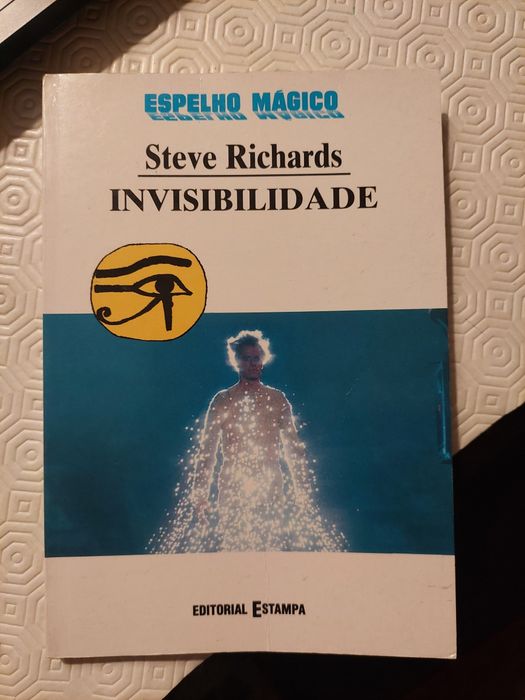 ESPELHO MÁGICO
Steve Richards
INVISIBILIDADE
EDITORIAL ESTAMPA